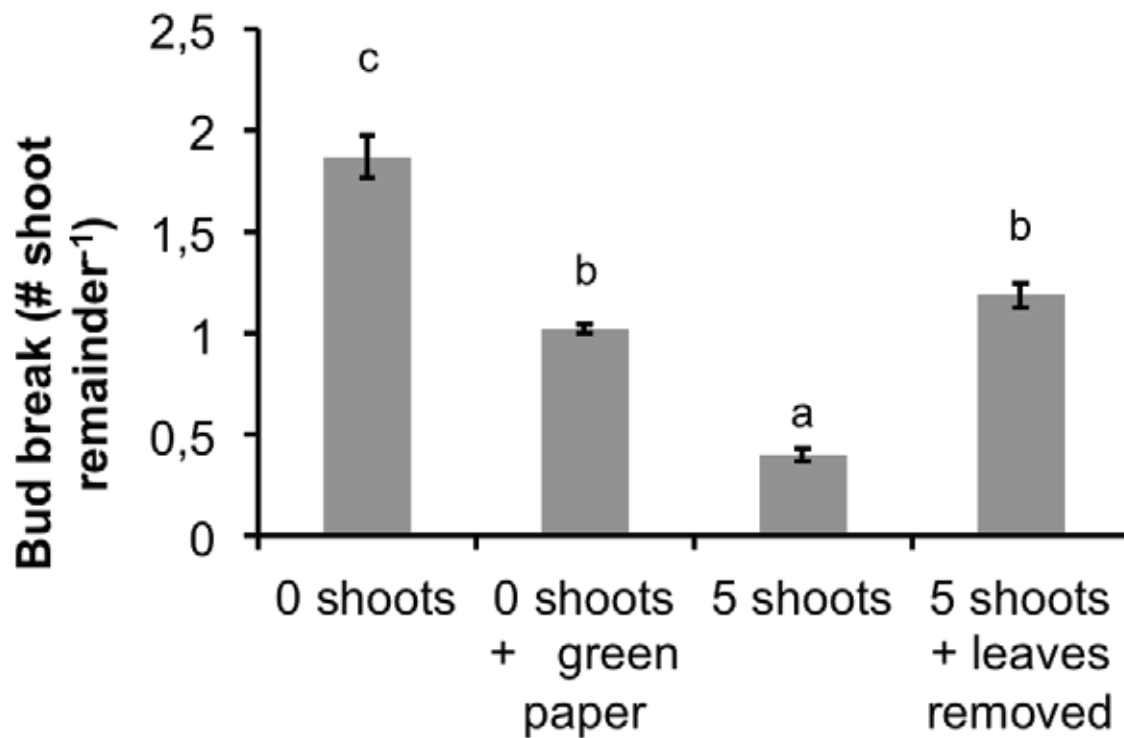 Bud break (# shoot
remainder⁻¹)
2,5
2
1,5
1
0,5
0
c
b
a
b
0 shoots
0 shoots
+ green
paper
5 shoots
5 shoots
+ leaves
removed